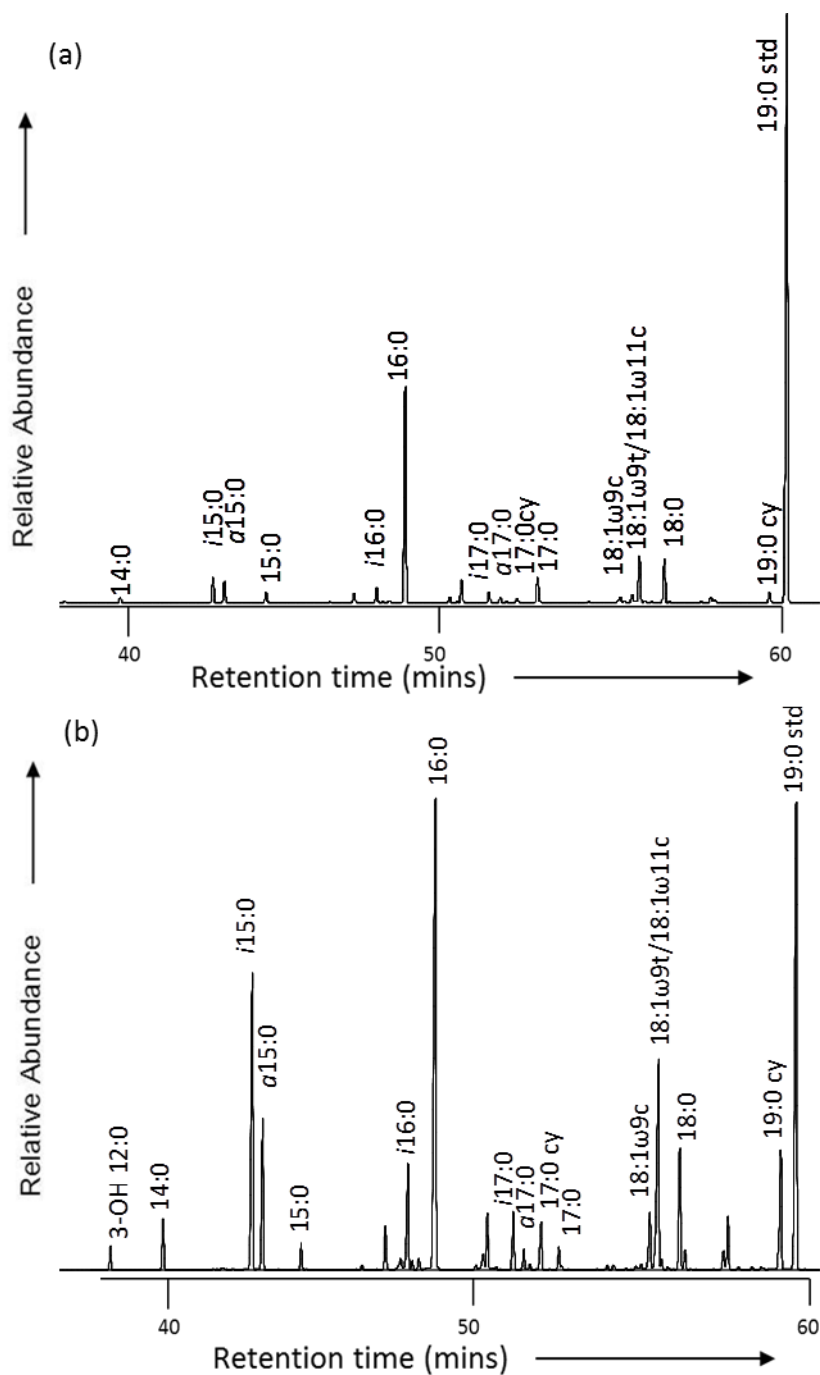 (a)
Relative Abundance
14:0
i15:0
a15:0
15:0
i16:0
16:0
i17:0
a17:0
17:0cy
17:0
18:1ω9c
18:1ω9t/18:1ω11c
18:0
19:0 cy
19:0 std
40
50
60
Retention time (mins)
(b)
Relative Abundance
3-OH 12:0
14:0
i15:0
a15:0
15:0
i16:0
16:0
i17:0
a17:0
17:0 cy
17:0
18:1ω9c
18:1ω9t/18:1ω11c
18:0
19:0 cy
19:0 std
40
50
60
Retention time (mins)